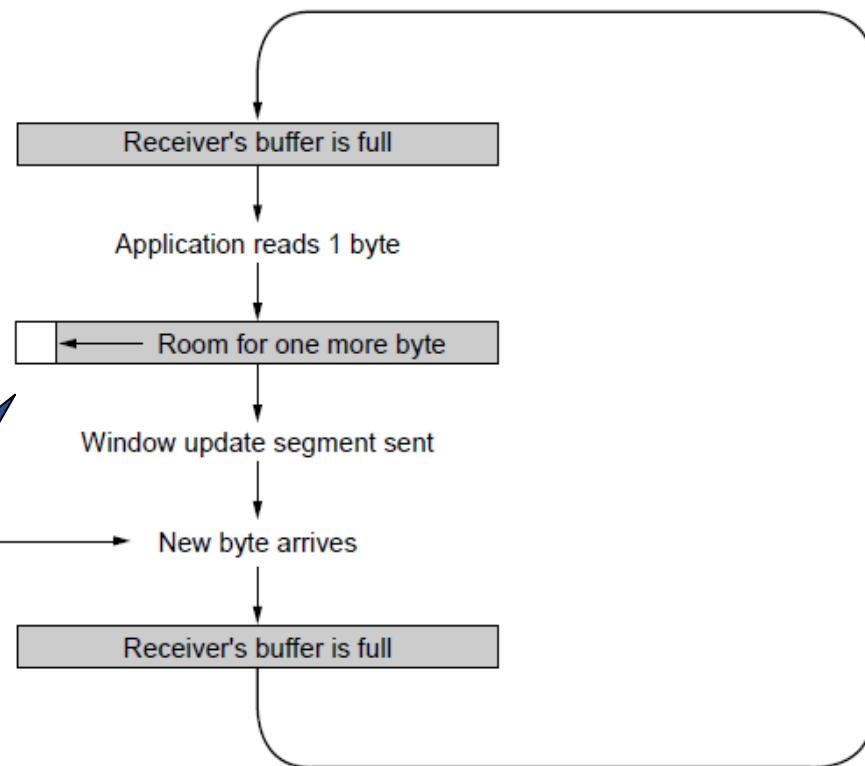 Receiver's buffer is full
Application reads 1 byte
Room for one more byte
Window update segment sent
New byte arrives
Receiver's buffer is full